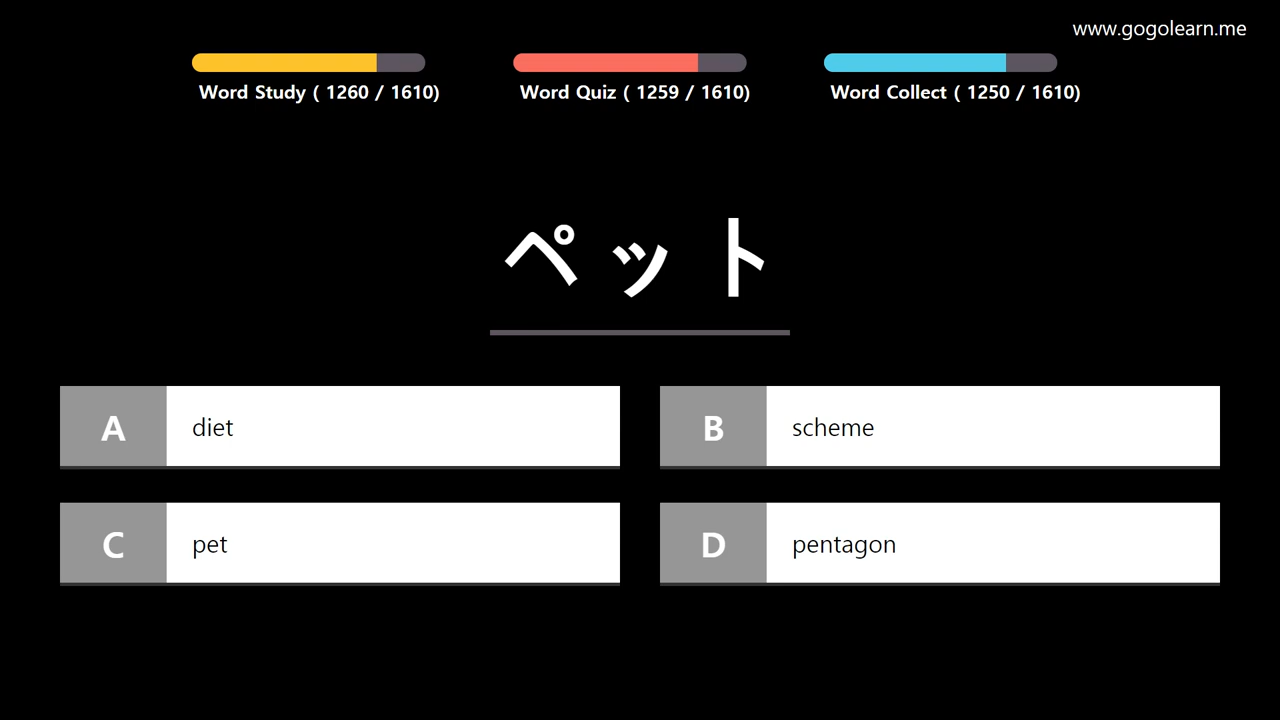 www.gogolearn.me
Word Study ( 1260 / 1610)
Word Quiz ( 1259 / 1610)
Word Collect ( 1250 / 1610)
ペット
A diet
B scheme
C pet
D pentagon